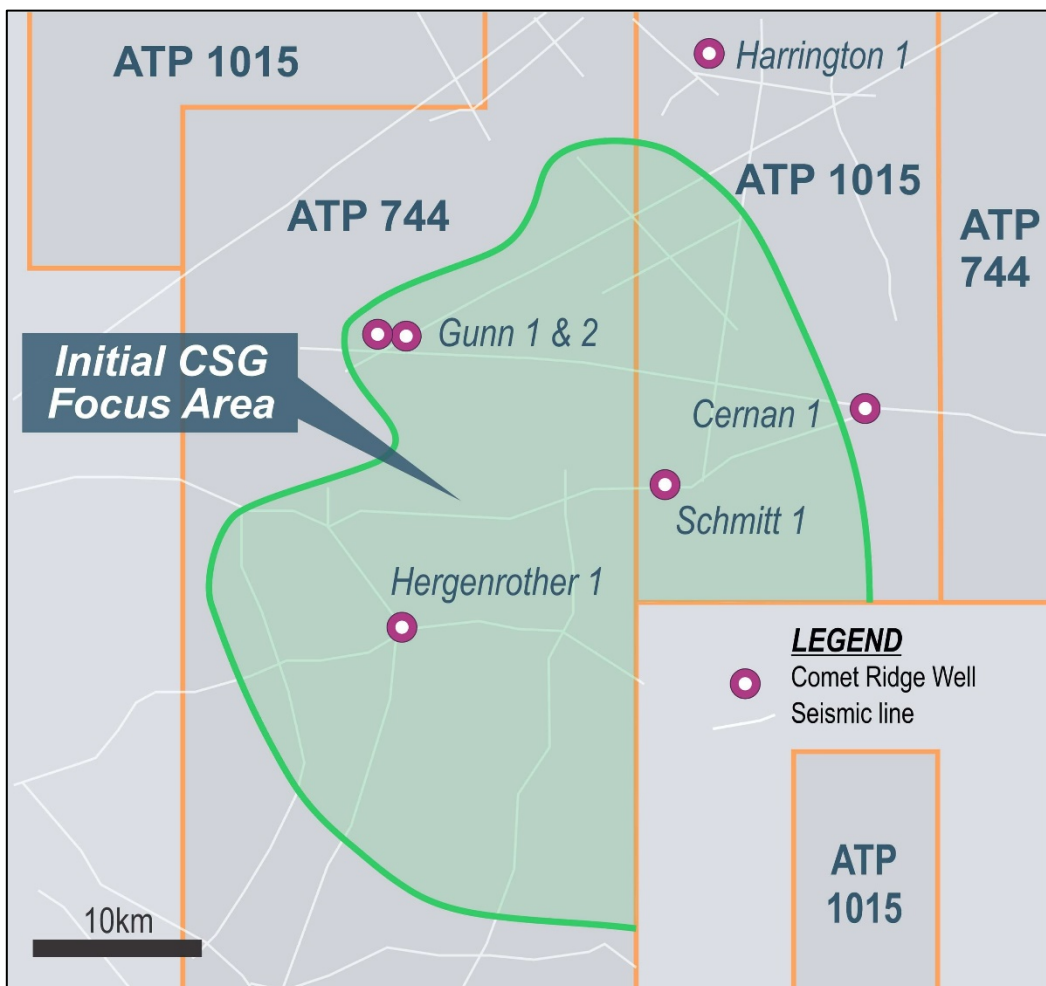 ATP 1015
Harrington 1
ATP 1015
ATP 744
ATP
744
Gunn 1 & 2
Initial CSG
Focus Area
Cernan 1
Schmitt 1
Hergenrother 1
LEGEND
Comet Ridge Well
Seismic line
ATP
1015
10km